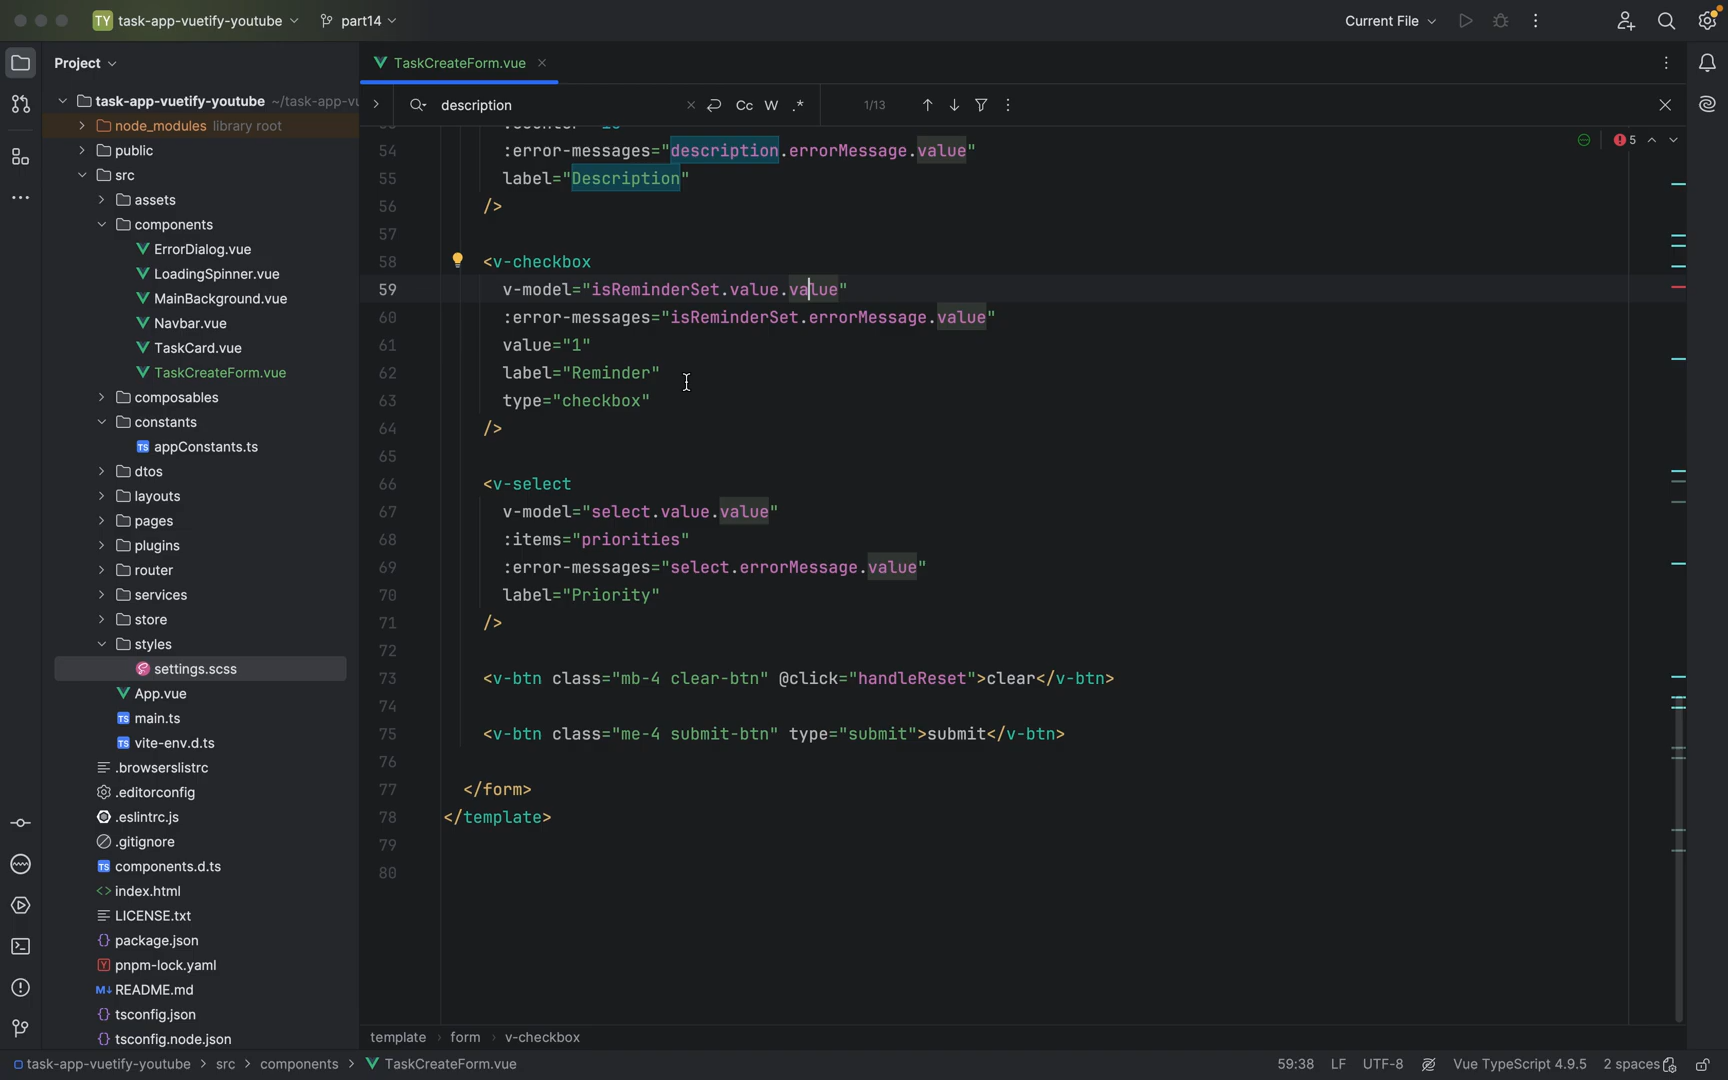 TY task-app-vuetify-youtube part14 Current File
Project TaskCreateForm.vue
task-app-vuetify-youtube ~/task-app-vu
node_modules library root
public
src
assets
components
ErrorDialog.vue
LoadingSpinner.vue
MainBackground.vue
Navbar.vue
TaskCard.vue
TaskCreateForm.vue
composables
constants
TS appConstants.ts
dtos
layouts
pages
plugins
router
services
store
styles
settings.scss
App.vue
TS main.ts
TS vite-env.d.ts
.browserslistrc
.editorconfig
.eslintrc.js
.gitignore
TS components.d.ts
<> index.html
LICENSE.txt
{} package.json
Y pnpm-lock.yaml
M↓ README.md
{} tsconfig.json
{} tsconfig.node.json
description Cc W .* 1/13
5
54 :error-messages="description.errorMessage.value"
55 label="Description"
56 />
57
58 <v-checkbox
59 v-model="isReminderSet.value.value"
60 :error-messages="isReminderSet.errorMessage.value"
61 value="1"
62 label="Reminder"
63 type="checkbox"
64 />
65
66 <v-select
67 v-model="select.value.value"
68 :items="priorities"
69 :error-messages="select.errorMessage.value"
70 label="Priority"
71 />
72
73 <v-btn class="mb-4 clear-btn" @click="handleReset">clear</v-btn>
74
75 <v-btn class="me-4 submit-btn" type="submit">submit</v-btn>
76
77 </form>
78 </template>
79
80
template › form › v-checkbox
task-app-vuetify-youtube > src > components > TaskCreateForm.vue 59:38 LF UTF-8 Vue TypeScript 4.9.5 2 spaces